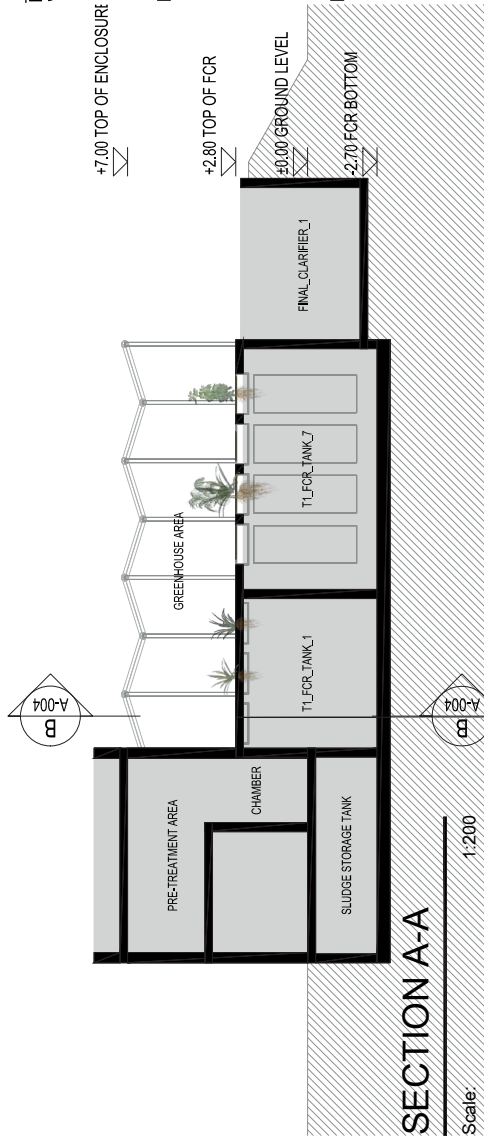 +7.00 TOP OF ENCLOSURE
+2.80 TOP OF FCR
±0.00 GROUND LEVEL
-2.70 FCR BOTTOM
B
A-004
GREENHOUSE AREA
PRE-TREATMENT AREA
CHAMBER
SLUDGE STORAGE TANK
T1_FCR_TANK_1
T1_FCR_TANK_7
FINAL_CLARIFIER_1
B
A-004
SECTION A-A
Scale: 1:200